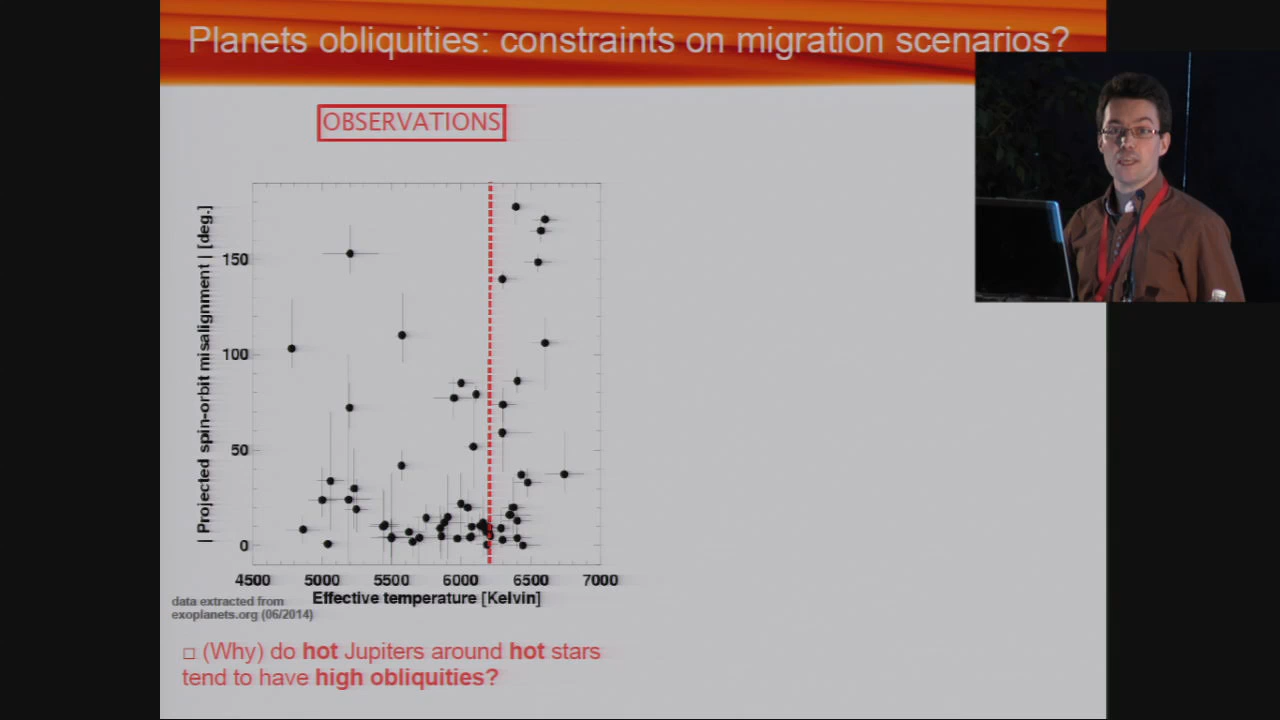 Planets obliquities: constraints on migration scenarios?
OBSERVATIONS
| Projected spin-orbit misalignment | [deg.]
150
100
50
0
4500 5000 5500 6000 6500 7000
Effective temperature [Kelvin]
data extracted from
exoplanets.org (06/2014)
□ (Why) do hot Jupiters around hot stars
tend to have high obliquities?